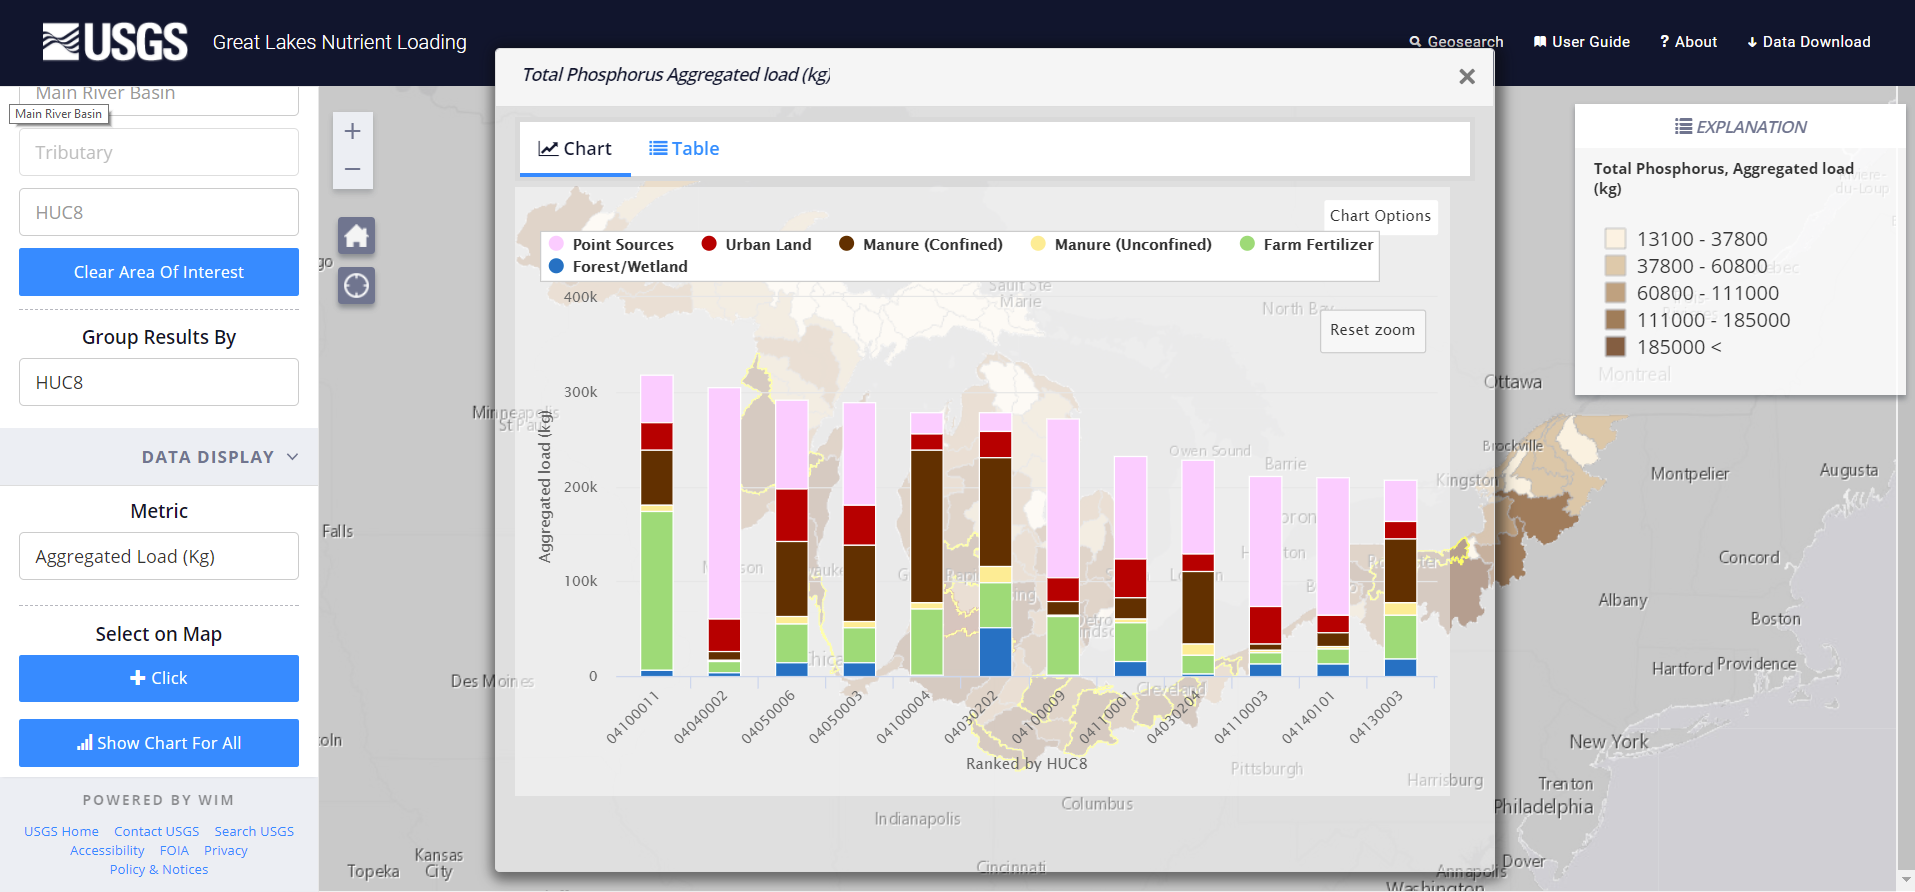 USGS
Great Lakes Nutrient Loading
Geosearch
User Guide
? About
Data Download
Main River Basin
Main River Basin
Tributary
HUC8
Clear Area Of Interest
Group Results By
HUC8
DATA DISPLAY
Metric
Aggregated Load (Kg)
Select on Map
Click
Show Chart For All
POWERED BY WIM
USGS Home Contact USGS Search USGS
Accessibility FOIA Privacy
Policy & Notices
Total Phosphorus Aggregated load (kg)
×
Chart
Table
Chart Options
Point Sources Urban Land Manure (Confined) Manure (Unconfined) Farm Fertilizer
Forest/Wetland
Reset zoom
Aggregated load (kg)
400k
300k
200k
100k
0
04100011
04040002
04050006
04050003
04100004
04030202
04100009
04110001
04030204
04110003
04140101
04130003
Ranked by HUC8
EXPLANATION
Total Phosphorus, Aggregated load
(kg)
13100 - 37800
37800 - 60800
60800 - 111000
111000 - 185000
185000 <
Rivière-
du-Loup
Montreal
Sault Ste
Marie
North Bay
Ottawa
Minneapolis
St Paul
Owen Sound
Barrie
Brockville
Kingston
Montpelier
Augusta
Falls
Concord
Albany
Boston
Hartford
Providence
Des Moines
Cleveland
New York
Pittsburgh
Harrisburg
Trenton
Philadelphia
Columbus
Indianapolis
Kansas
City
Topeka
Cincinnati
Annapolis
Dover
Washington